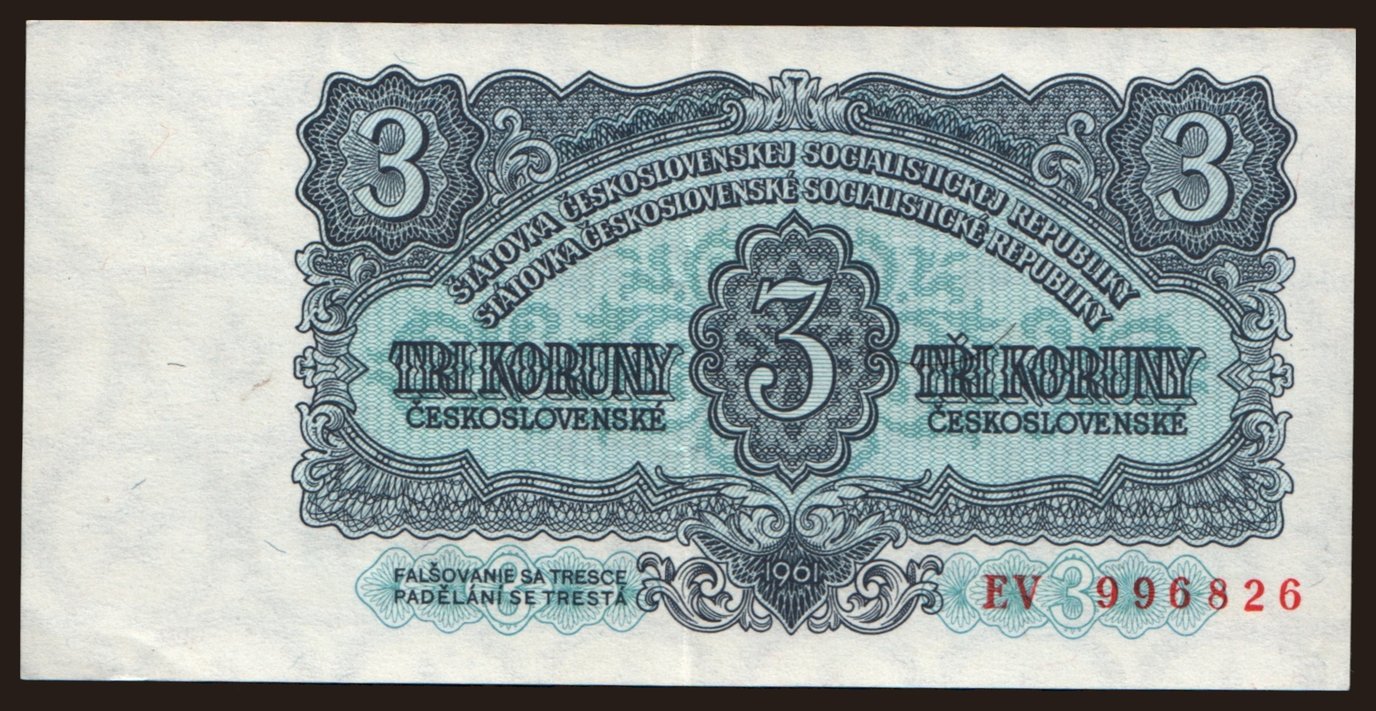 3
3
ŠTÁTOVKA ČESKOSLOVENSKEJ SOCIALISTICKEJ REPUBLIKY
STÁTOVKA ČESKOSLOVENSKÉ SOCIALISTICKÉ REPUBLIKY
TRI KORUNY
ČESKOSLOVENSKÉ
3
TŘI KORUNY
ČESKOSLOVENSKÉ
FALŠOVANIE SA TRESCE
PADĚLÁNÍ SE TRESTÁ
1961
EV 3 996826